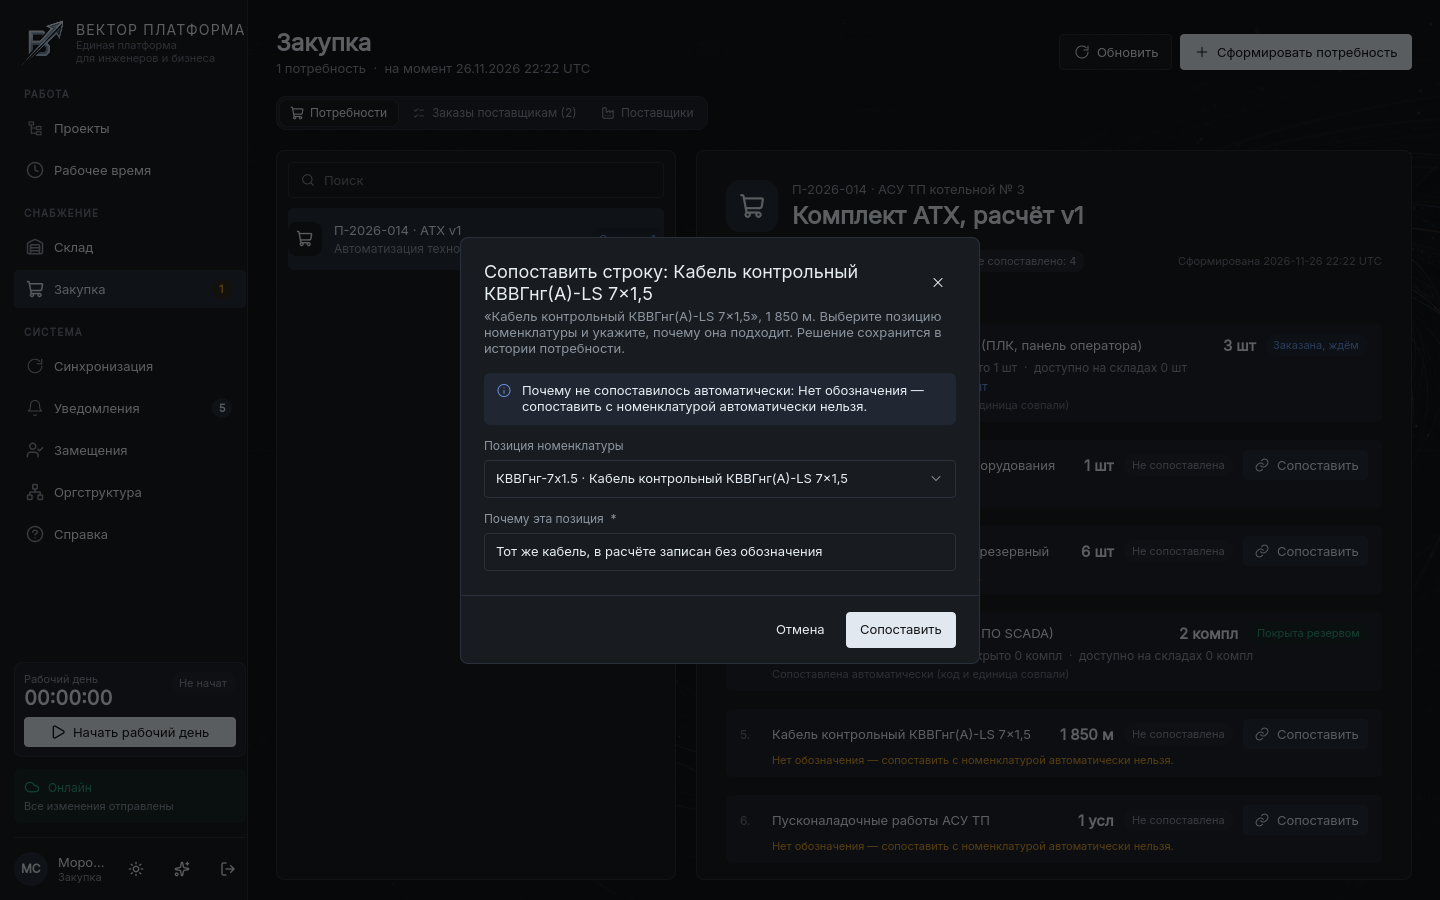 ВЕКТОР ПЛАТФОРМА
Единая платформа
для инженеров и бизнеса
РАБОТА
Проекты
Рабочее время
СНАБЖЕНИЕ
Склад
Закупка
1
СИСТЕМА
Синхронизация
Уведомления
5
Замещения
Оргструктура
Справка
Рабочий день
Не начат
00:00:00
Начать рабочий день
Онлайн
Все изменения отправлены
МС
Моро...
Закупка
Закупка
1 потребность · на момент 26.11.2026 22:22 UTC
Обновить
Сформировать потребность
Потребности
Заказы поставщикам (2)
Поставщики
Поиск
П-2026-014 · АТХ v1
Автоматизация техно
П-2026-014 · АСУ ТП котельной № 3
Комплект АТХ, расчёт v1
е сопоставлено: 4
Сформирована 2026-11-26 22:22 UTC
Сопоставить строку: Кабель контрольный
КВВГнг(А)-LS 7×1,5
«Кабель контрольный КВВГнг(А)-LS 7×1,5», 1 850 м. Выберите позицию
номенклатуры и укажите, почему она подходит. Решение сохранится в
истории потребности.
Почему не сопоставилось автоматически: Нет обозначения —
сопоставить с номенклатурой автоматически нельзя.
Позиция номенклатуры
КВВГнг-7х1.5 · Кабель контрольный КВВГнг(А)-LS 7×1,5
Почему эта позиция *
Тот же кабель, в расчёте записан без обозначения
Отмена
Сопоставить
(ПЛК, панель оператора)
3 шт
Заказана, ждём
то 1 шт · доступно на складах 0 шт
шт
диница совпали)
орудования
1 шт
Не сопоставлена
Сопоставить
резервный
6 шт
Не сопоставлена
Сопоставить
ПО SCADA)
2 компл
Покрыта резервом
крыто 0 компл · доступно на складах 0 компл
Сопоставлена автоматически (код и единица совпали)
5.
Кабель контрольный КВВГнг(А)-LS 7×1,5
1 850 м
Не сопоставлена
Сопоставить
Нет обозначения — сопоставить с номенклатурой автоматически нельзя.
6.
Пусконаладочные работы АСУ ТП
1 усл
Не сопоставлена
Сопоставить
Нет обозначения — сопоставить с номенклатурой автоматически нельзя.